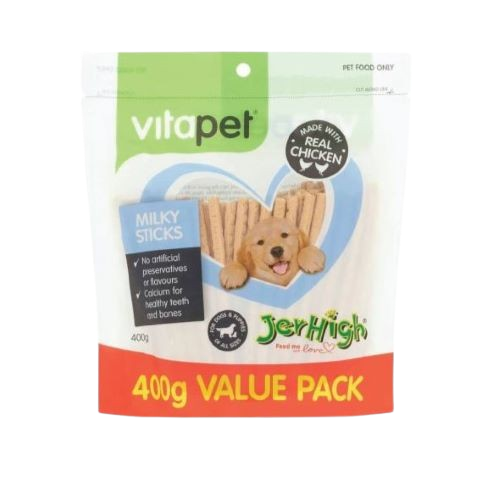 PET FOOD ONLY
vitapet®
MADE WITH
REAL
CHICKEN
MILKY
STICKS
✓ No artificial
preservatives
or flavours
✓ Calcium for
healthy teeth
and bones
400g
FOR DOGS & PUPPIES
OF ALL SIZES
JerHigh®
Feed me
love
400g VALUE PACK